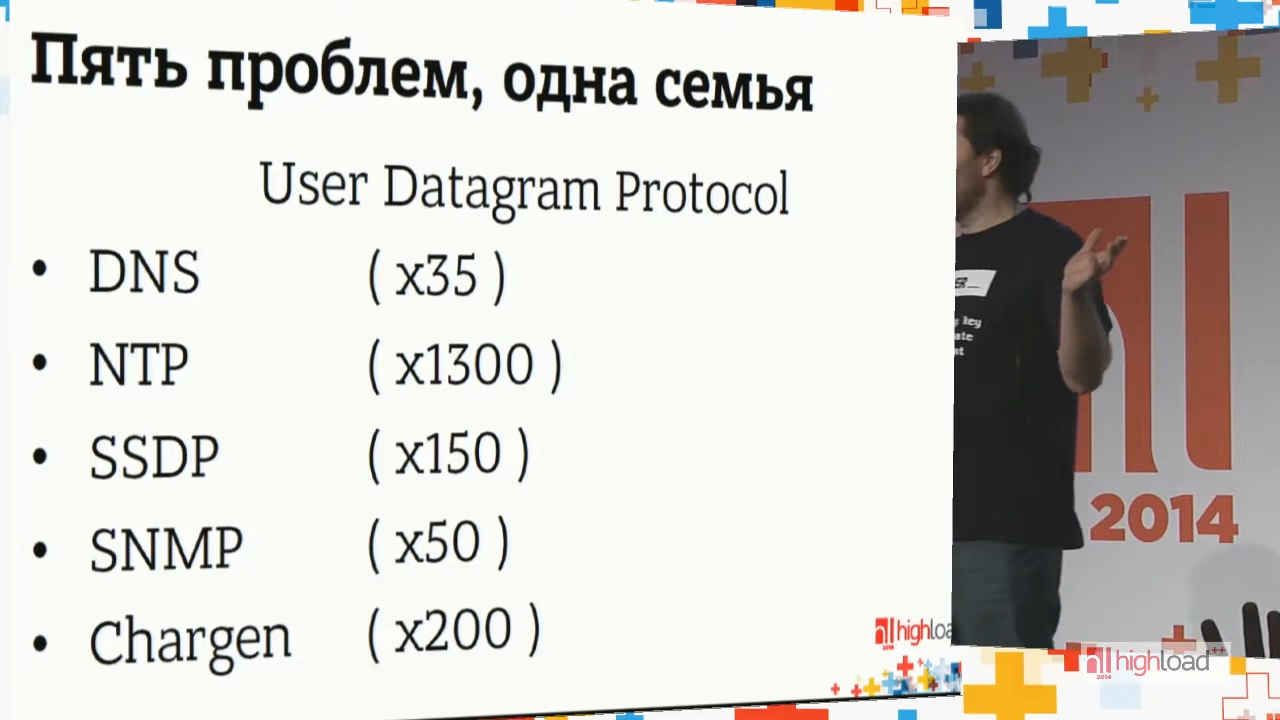 Пять проблем, одна семья
User Datagram Protocol
• DNS ( x35 )
• NTP ( x1300 )
• SSDP ( x150 )
• SNMP ( x50 )
• Chargen ( x200 )
2014
highload++
2014